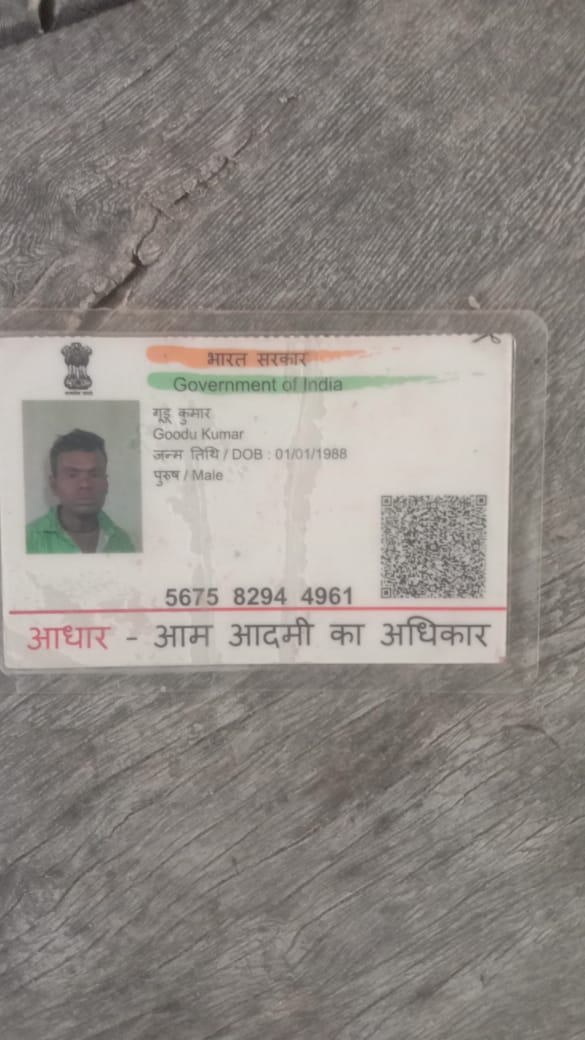 भारत सरकार
Government of India
गूडू कुमार
Goodu Kumar
जन्म तिथि / DOB : 01/01/1988
पुरुष / Male
5675 8294 4961
आधार - आम आदमी का अधिकार